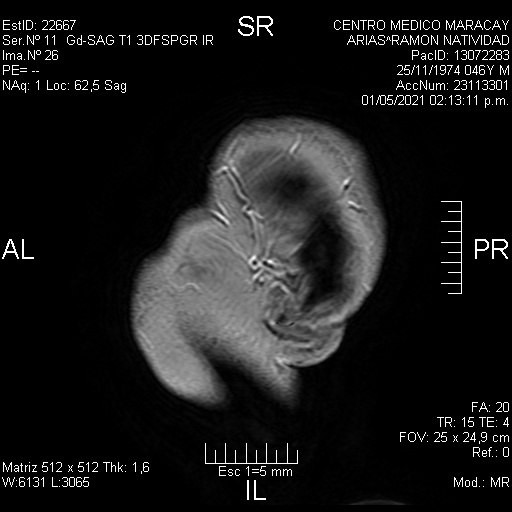 EstID: 22667
Ser.Nº 11 Gd-SAG T1 3DFSPGR IR
Ima.Nº 26
PE= --
NAq: 1 Loc: 62,5 Sag
SR
CENTRO MEDICO MARACAY
ARIAS^RAMON NATIVIDAD
PacID: 13072283
25/11/1974 046Y M
AccNum: 23113301
01/05/2021 02:13:11 p.m.
AL
PR
FA: 20
TR: 15 TE: 4
FOV: 25 x 24,9 cm
Ref.: 0
Matriz 512 x 512 Thk: 1,6
W:6131 L:3065
Esc 1=5 mm
IL
Mod.: MR